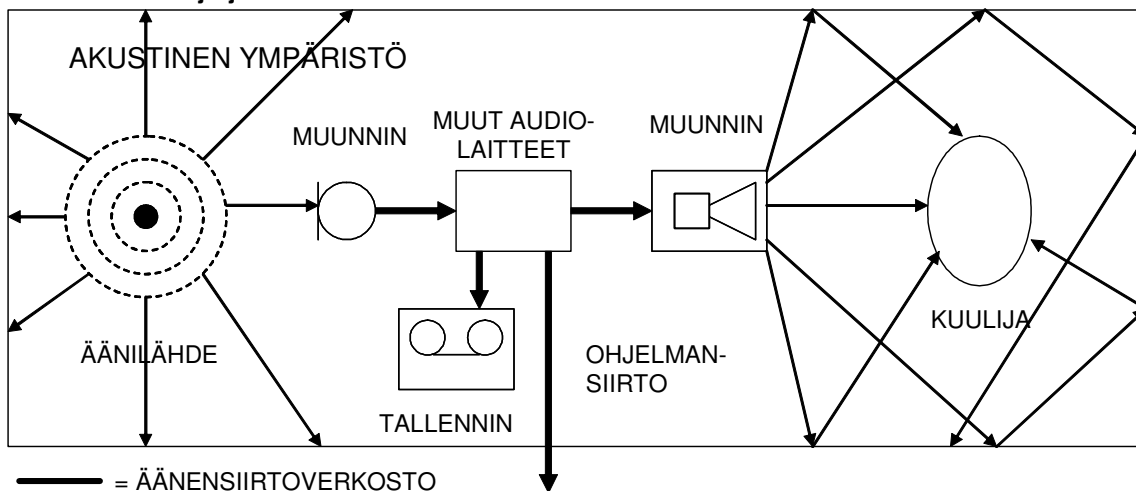 AKUSTINEN YMPÄRISTÖ
MUUNNIN
MUUT AUDIO-
LAITTEET
MUUNNIN
ÄÄNILÄHDE
TALLENNIN
OHJELMAN-
SIIRTO
KUULIJA
= ÄÄNENSIIRTOVERKOSTO